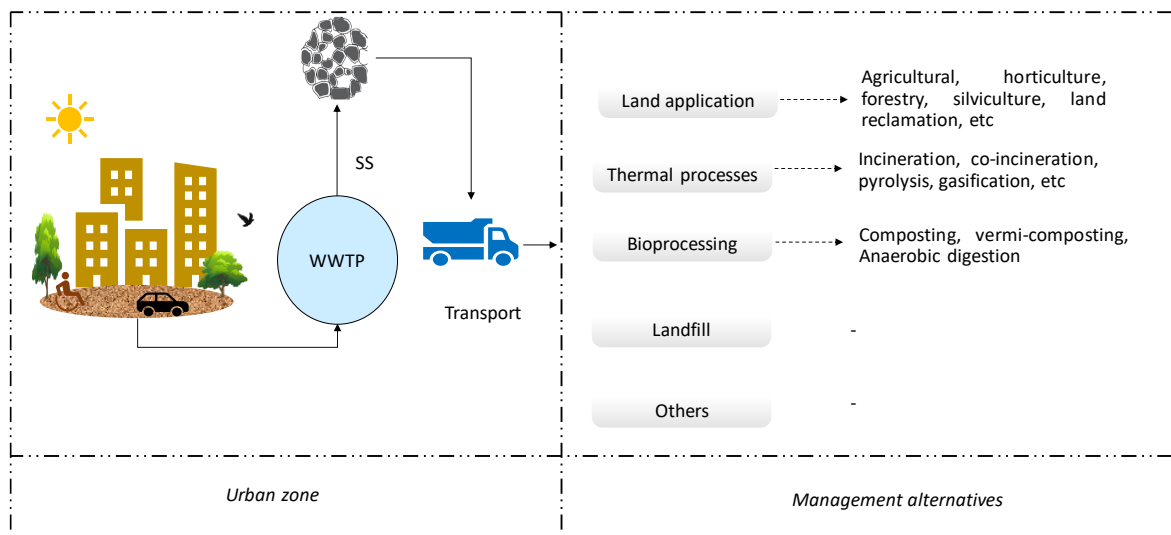 SS
WWTP
Transport
Urban zone
Land application
Agricultural, horticulture,
forestry, silviculture, land
reclamation, etc
Thermal processes
Incineration, co-incineration,
pyrolysis, gasification, etc
Bioprocessing
Composting, vermi-composting,
Anaerobic digestion
Landfill
-
Others
-
Management alternatives